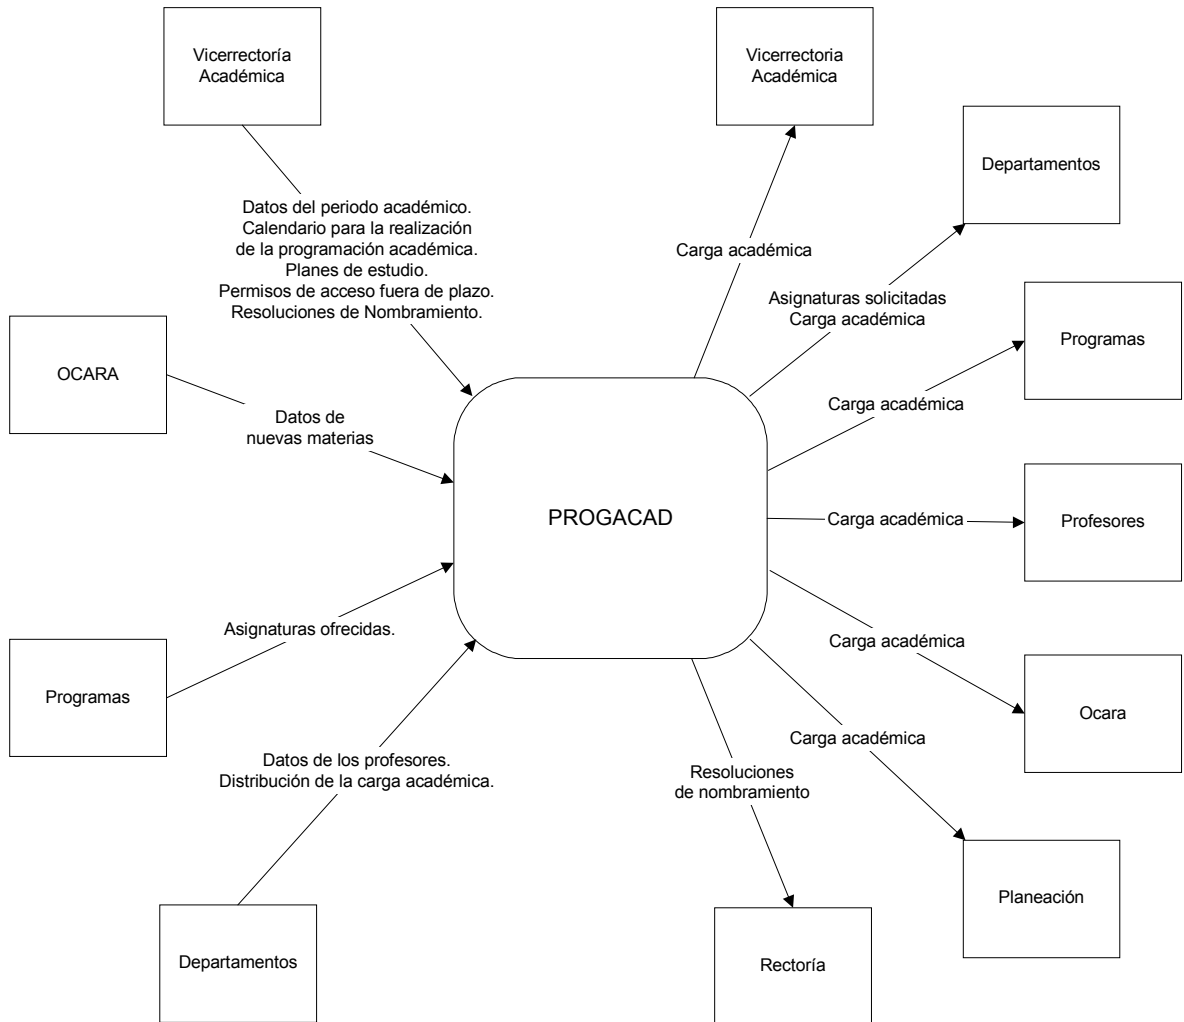 Vicerrectoría
Académica
Vicerrectoria
Académica
Departamentos
Datos del periodo académico.
Calendario para la realización
de la programación académica.
Planes de estudio.
Permisos de acceso fuera de plazo.
Resoluciones de Nombramiento.
Carga académica
Asignaturas solicitadas
Carga académica
Programas
OCARA
Carga académica
Datos de
nuevas materias
PROGACAD
Carga académica
Profesores
Asignaturas ofrecidas.
Carga académica
Programas
Ocara
Carga académica
Datos de los profesores.
Distribución de la carga académica.
Resoluciones
de nombramiento
Planeación
Departamentos
Rectoría